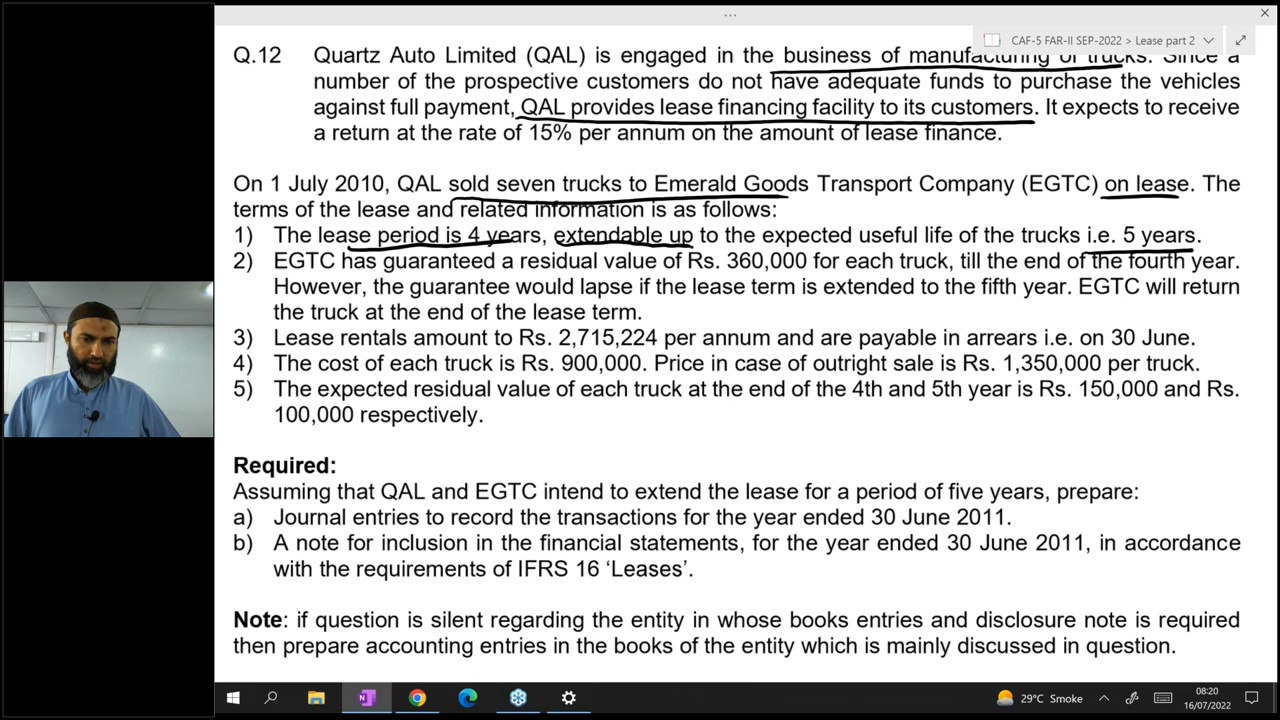 CAF-5 FAR-II SEP-2022 > Lease part 2
Q.12 Quartz Auto Limited (QAL) is engaged in the business of manufacturing of trucks. Since a
number of the prospective customers do not have adequate funds to purchase the vehicles
against full payment, QAL provides lease financing facility to its customers. It expects to receive
a return at the rate of 15% per annum on the amount of lease finance.
On 1 July 2010, QAL sold seven trucks to Emerald Goods Transport Company (EGTC) on lease. The
terms of the lease and related information is as follows:
1) The lease period is 4 years, extendable up to the expected useful life of the trucks i.e. 5 years.
2) EGTC has guaranteed a residual value of Rs. 360,000 for each truck, till the end of the fourth year.
However, the guarantee would lapse if the lease term is extended to the fifth year. EGTC will return
the truck at the end of the lease term.
3) Lease rentals amount to Rs. 2,715,224 per annum and are payable in arrears i.e. on 30 June.
4) The cost of each truck is Rs. 900,000. Price in case of outright sale is Rs. 1,350,000 per truck.
5) The expected residual value of each truck at the end of the 4th and 5th year is Rs. 150,000 and Rs.
100,000 respectively.
Required:
Assuming that QAL and EGTC intend to extend the lease for a period of five years, prepare:
a) Journal entries to record the transactions for the year ended 30 June 2011.
b) A note for inclusion in the financial statements, for the year ended 30 June 2011, in accordance
with the requirements of IFRS 16 ‘Leases’.
Note: if question is silent regarding the entity in whose books entries and disclosure note is required
then prepare accounting entries in the books of the entity which is mainly discussed in question.
29°C Smoke
08:20
16/07/2022